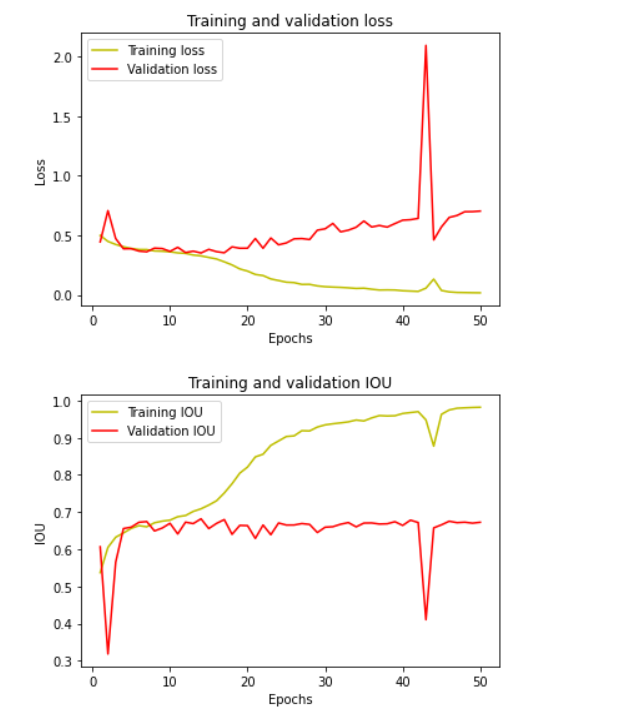 Training and validation loss
Training loss
Validation loss
2.0
1.5
1.0
0.5
0.0
Loss
0 10 20 30 40 50
Epochs
Training and validation IOU
Training IOU
Validation IOU
1.0
0.9
0.8
0.7
0.6
0.5
0.4
0.3
IOU
0 10 20 30 40 50
Epochs